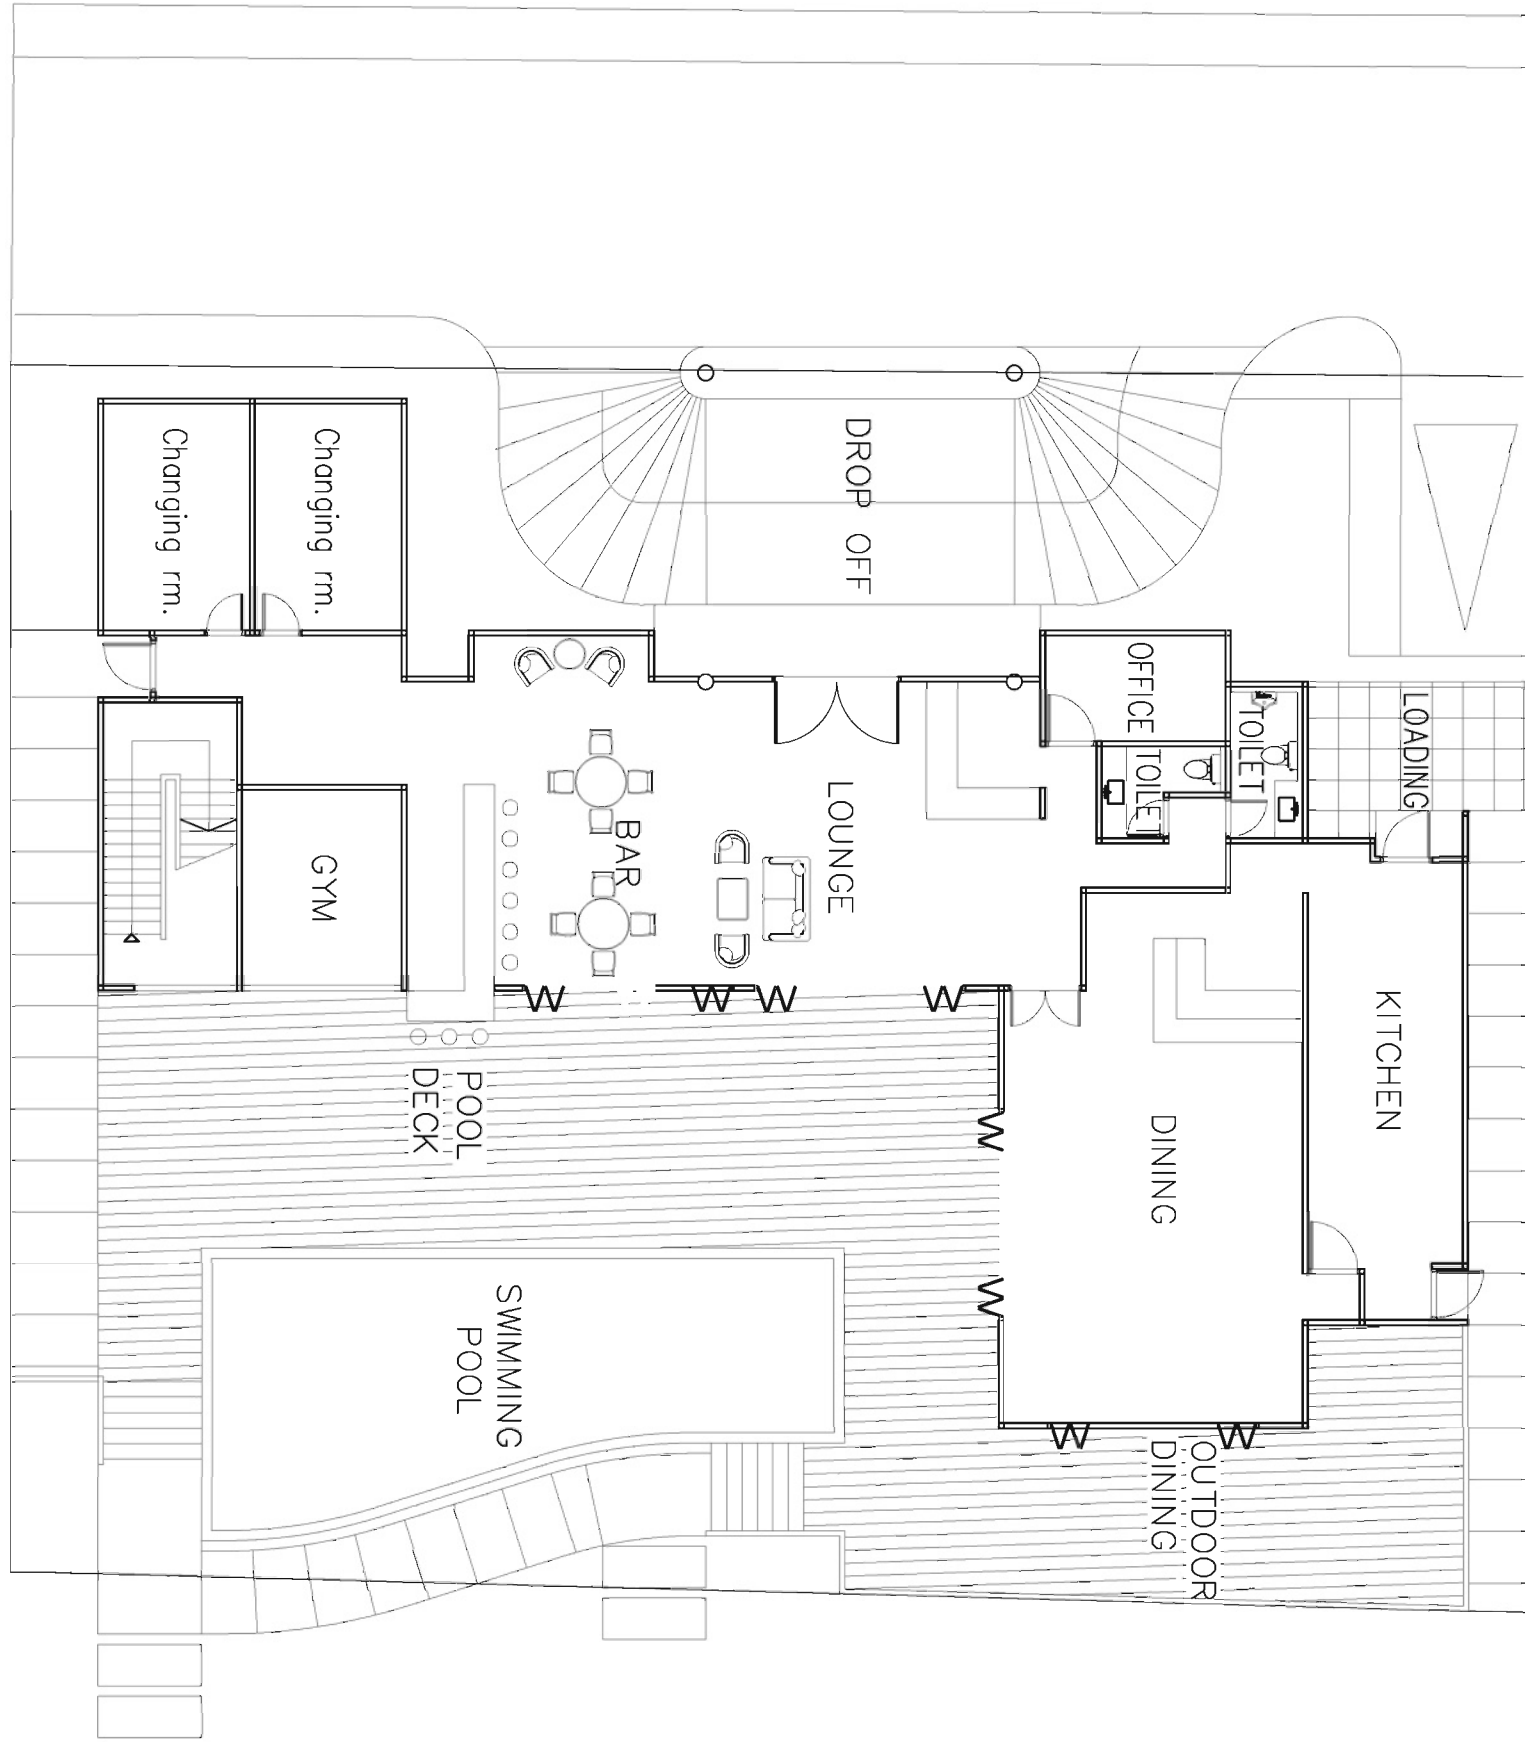 DROP OFF
Changing rm.
Changing rm.
OFFICE
TOILET
TOILET
LOADING
LOUNGE
BAR
GYM
KITCHEN
POOL
DECK
DINING
SWIMMING
POOL
OUTDOOR
DINING